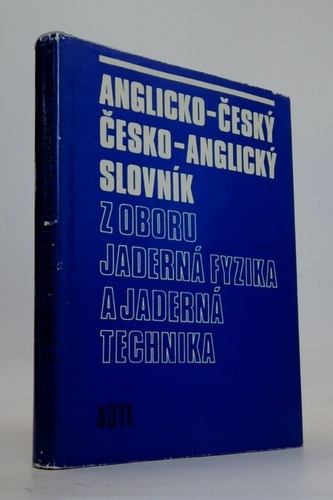 ANGLICKO-ČESKÝ
ČESKO-ANGLICKÝ
SLOVNÍK
Z OBORU
JADERNÁ FYZIKA
A JADERNÁ
TECHNIKA
SNTL